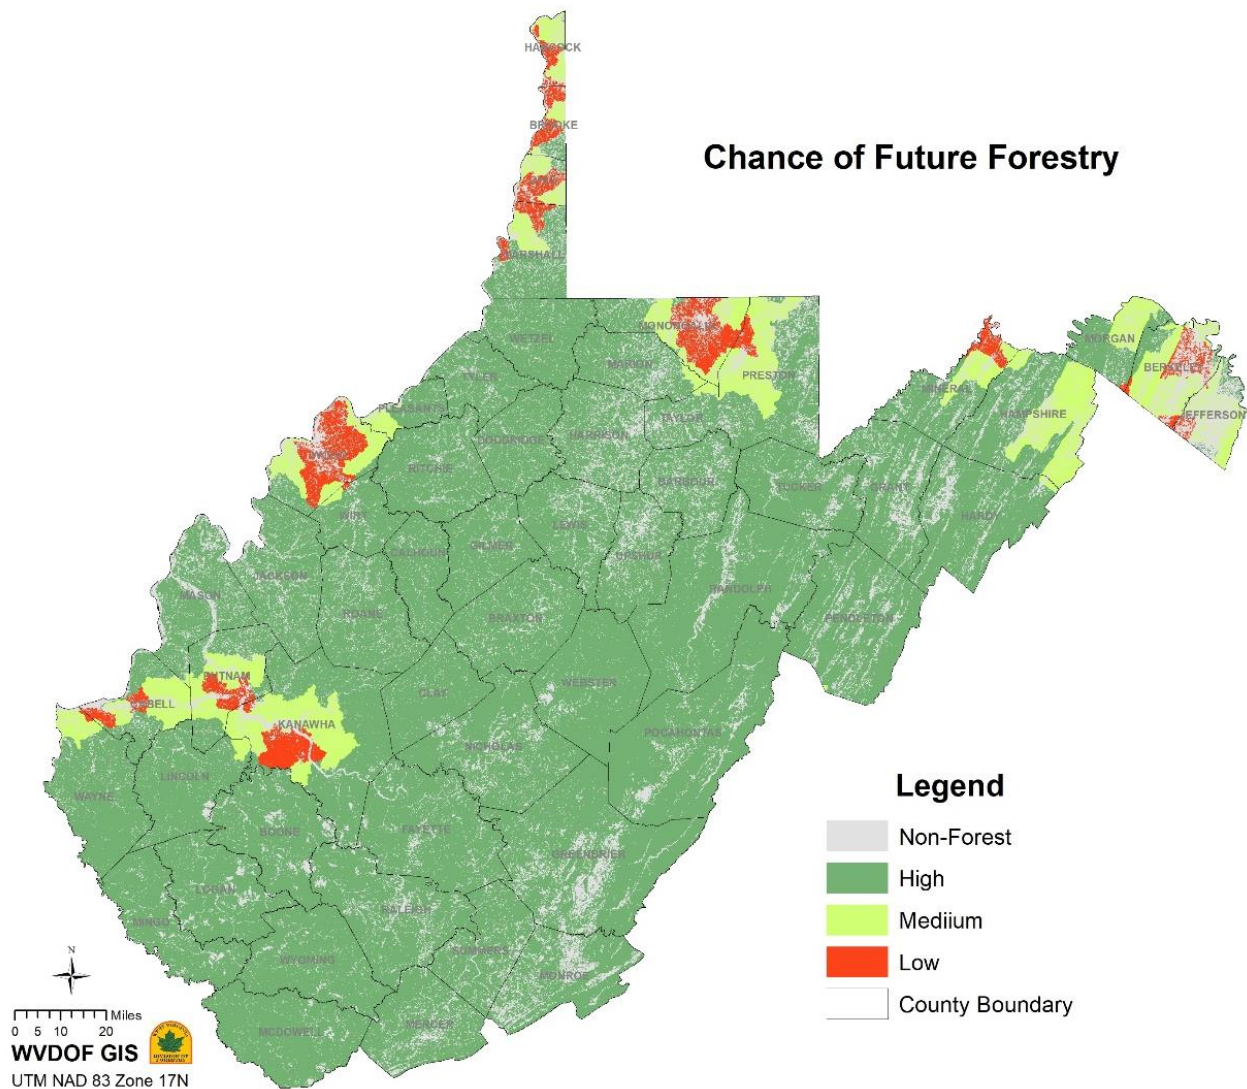 HANCOCK
Chance of Future Forestry
BROOKE
OHIO
MARSHALL
MONONGALIA
WETZEL
MORGAN
MARION
BERKELEY
PRESTON
TYLER
MINERAL
PLEASANTS
HAMPSHIRE
JEFFERSON
TAYLOR
DODDRIDGE
HARRISON
WOOD
RITCHIE
BARBOUR
TUCKER
GRANT
HARDY
WIRT
LEWIS
CALHOUN
GILMER
UPSHUR
JACKSON
RANDOLPH
MASON
ROANE
BRAXTON
PENDLETON
PUTNAM
WEBSTER
CLAY
CABELL
KANAWHA
POCAHONTAS
NICHOLAS
LINCOLN
WAYNE
Legend
BOONE
FAYETTE
Non-Forest
GREENBRIER
High
LOGAN
RALEIGH
MINGO
Mediium
SUMMERS
WYOMING
Low
MONROE
N
County Boundary
Miles
0 5 10 20
MCDOWELL
MERCER
WVDOF GIS
UTM NAD 83 Zone 17N